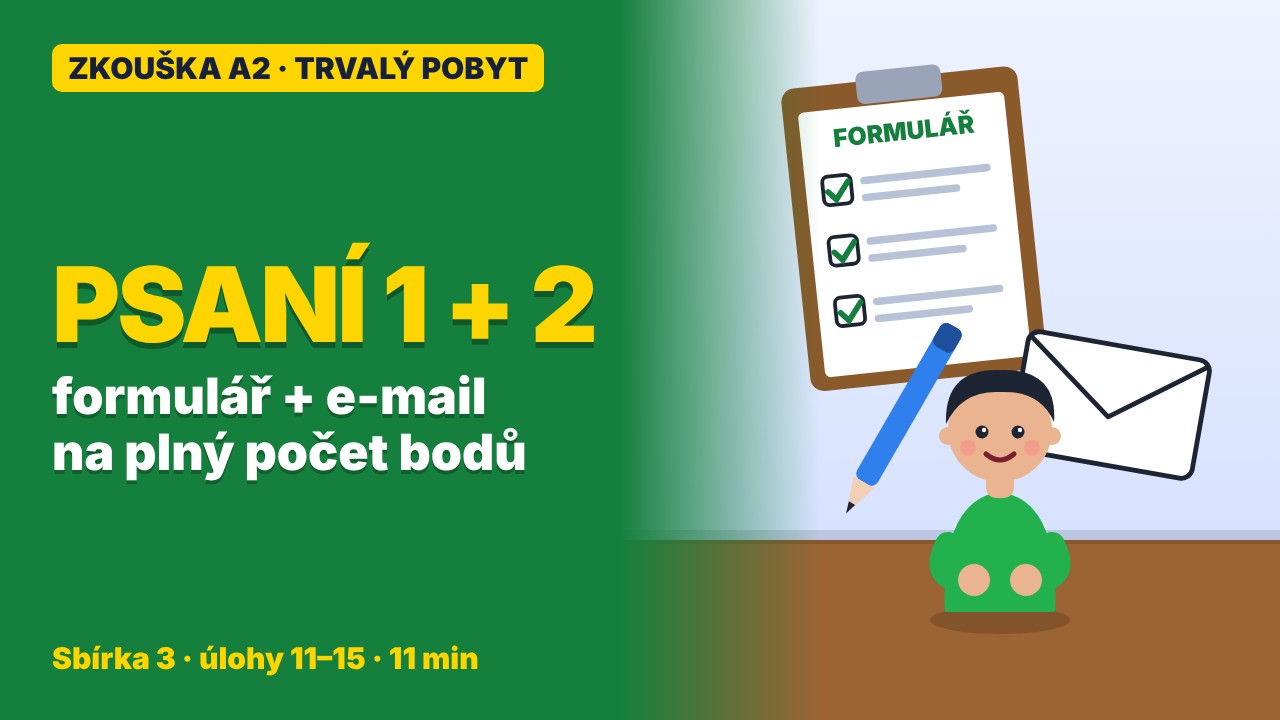 ZKOUŠKA A2 · TRVALÝ POBYT
PSANÍ 1 + 2
formulář + e-mail
na plný počet bodů
Sbírka 3 · úlohy 11–15 · 11 min
FORMULÁŘ